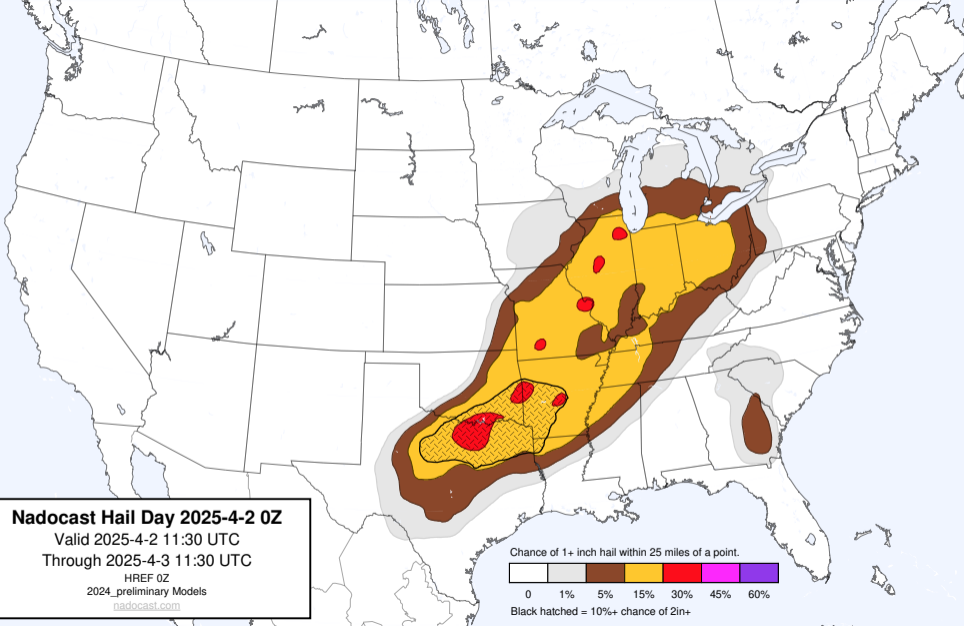 Nadocast Hail Day 2025-4-2 0Z
Valid 2025-4-2 11:30 UTC
Through 2025-4-3 11:30 UTC
HREF 0Z
2024_preliminary Models
nadocast.com
Chance of 1+ inch hail within 25 miles of a point.
0 1% 5% 15% 30% 45% 60%
Black hatched = 10%+ chance of 2in+